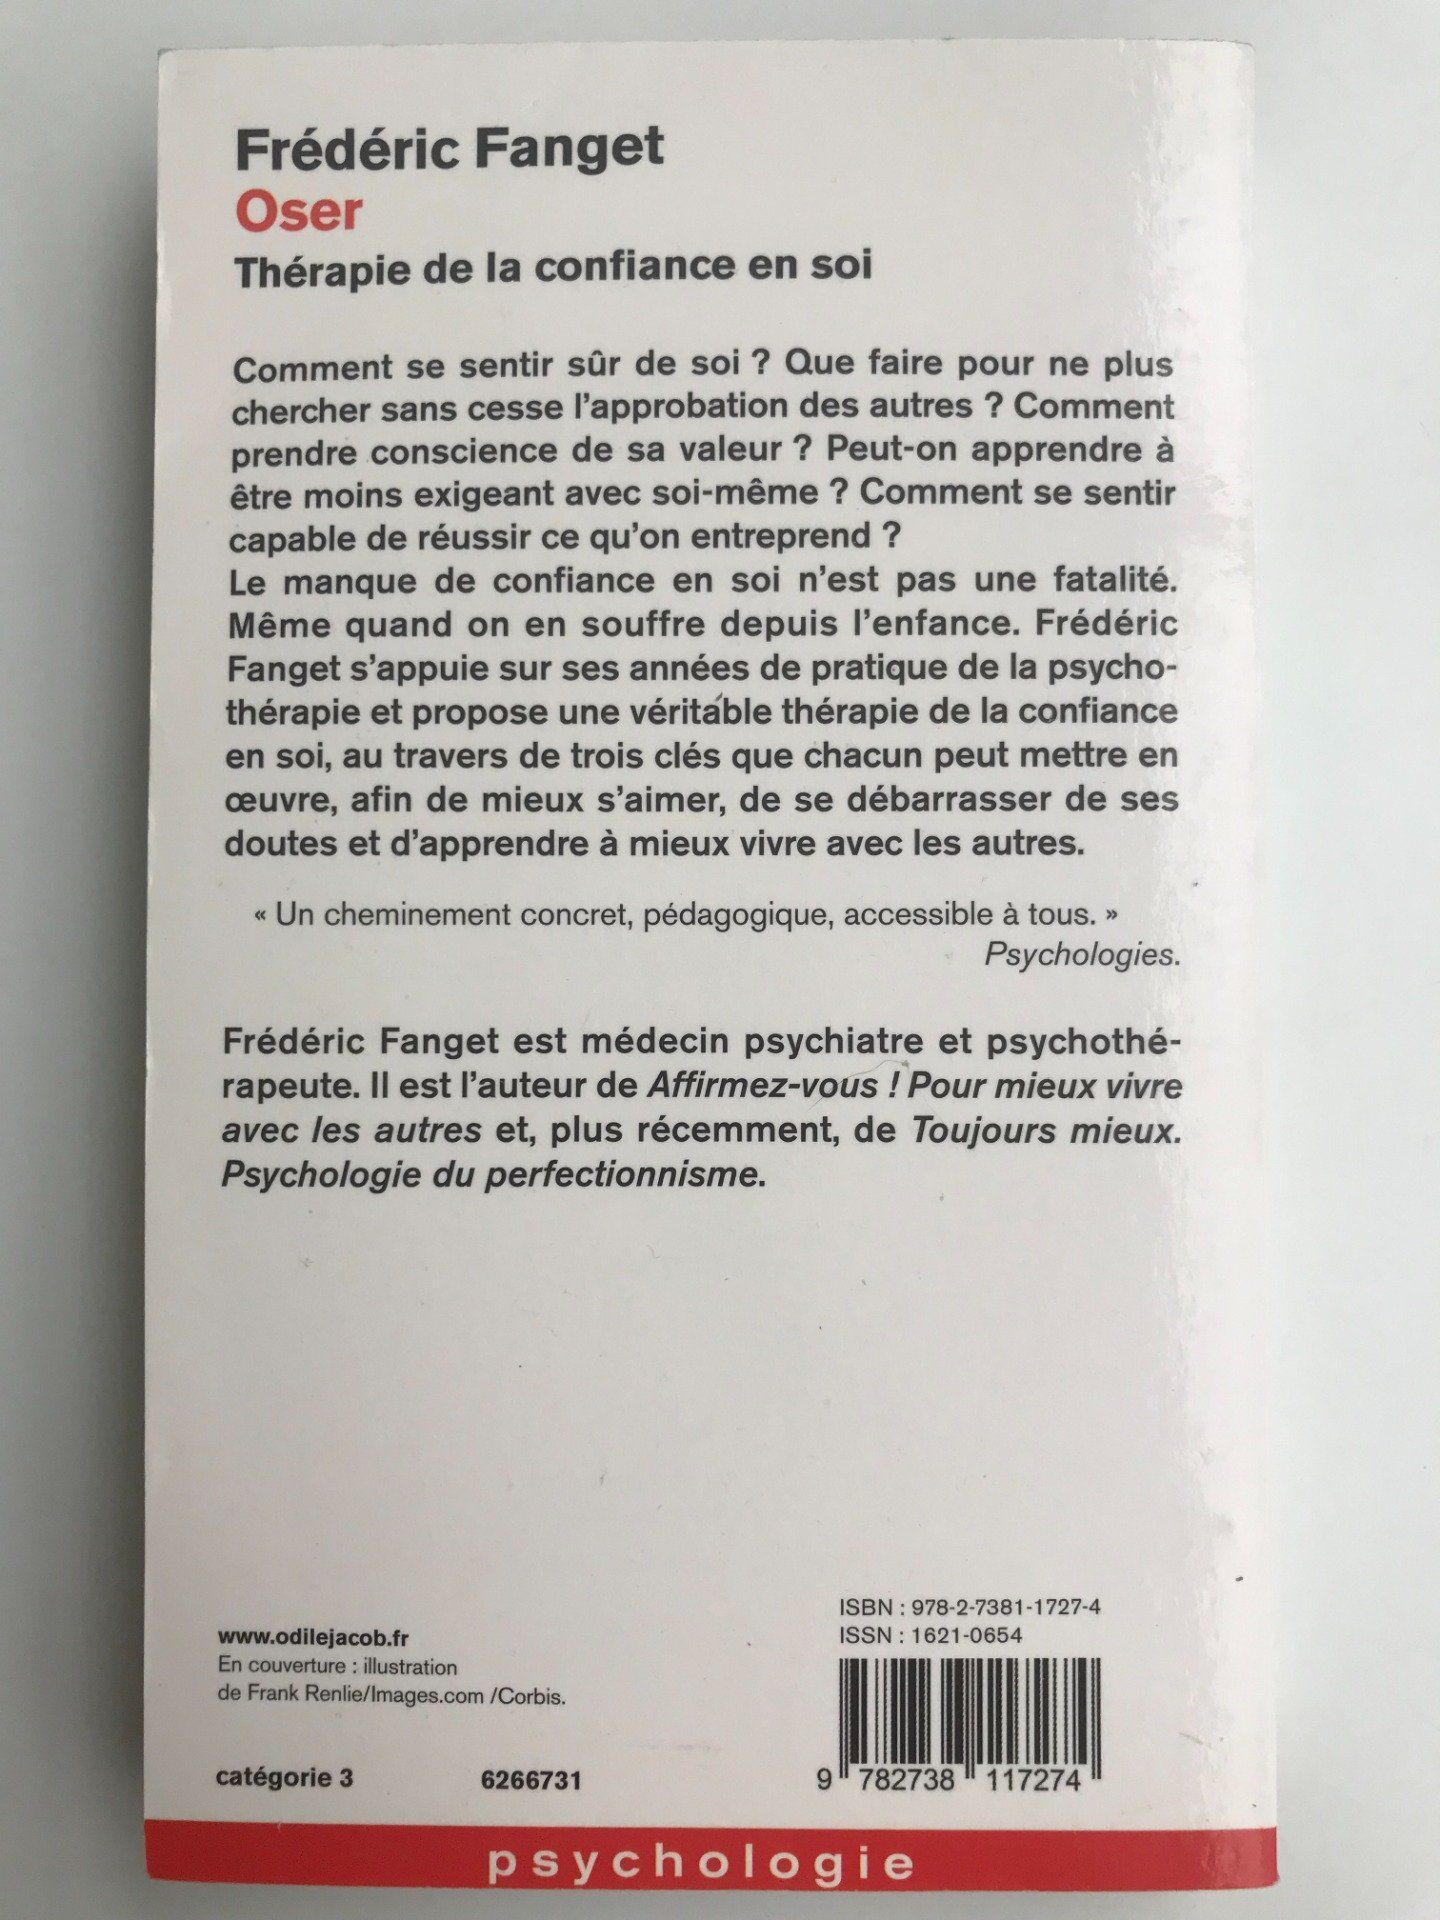 Frédéric Fanget
Oser
Thérapie de la confiance en soi
Comment se sentir sûr de soi ? Que faire pour ne plus
chercher sans cesse l'approbation des autres ? Comment
prendre conscience de sa valeur ? Peut-on apprendre à
être moins exigeant avec soi-même ? Comment se sentir
capable de réussir ce qu'on entreprend ?
Le manque de confiance en soi n'est pas une fatalité.
Même quand on en souffre depuis l'enfance. Frédéric
Fanget s'appuie sur ses années de pratique de la psycho-
thérapie et propose une véritable thérapie de la confiance
en soi, au travers de trois clés que chacun peut mettre en
œuvre, afin de mieux s'aimer, de se débarrasser de ses
doutes et d'apprendre à mieux vivre avec les autres.
« Un cheminement concret, pédagogique, accessible à tous. »
Psychologies.
Frédéric Fanget est médecin psychiatre et psychothé-
rapeute. Il est l'auteur de Affirmez-vous ! Pour mieux vivre
avec les autres et, plus récemment, de Toujours mieux.
Psychologie du perfectionnisme.
www.odilejacob.fr
En couverture : illustration
de Frank Renlie/Images.com /Corbis.
catégorie 3 6266731
ISBN : 978-2-7381-1727-4
ISSN : 1621-0654
9 782738 117274
psychologie